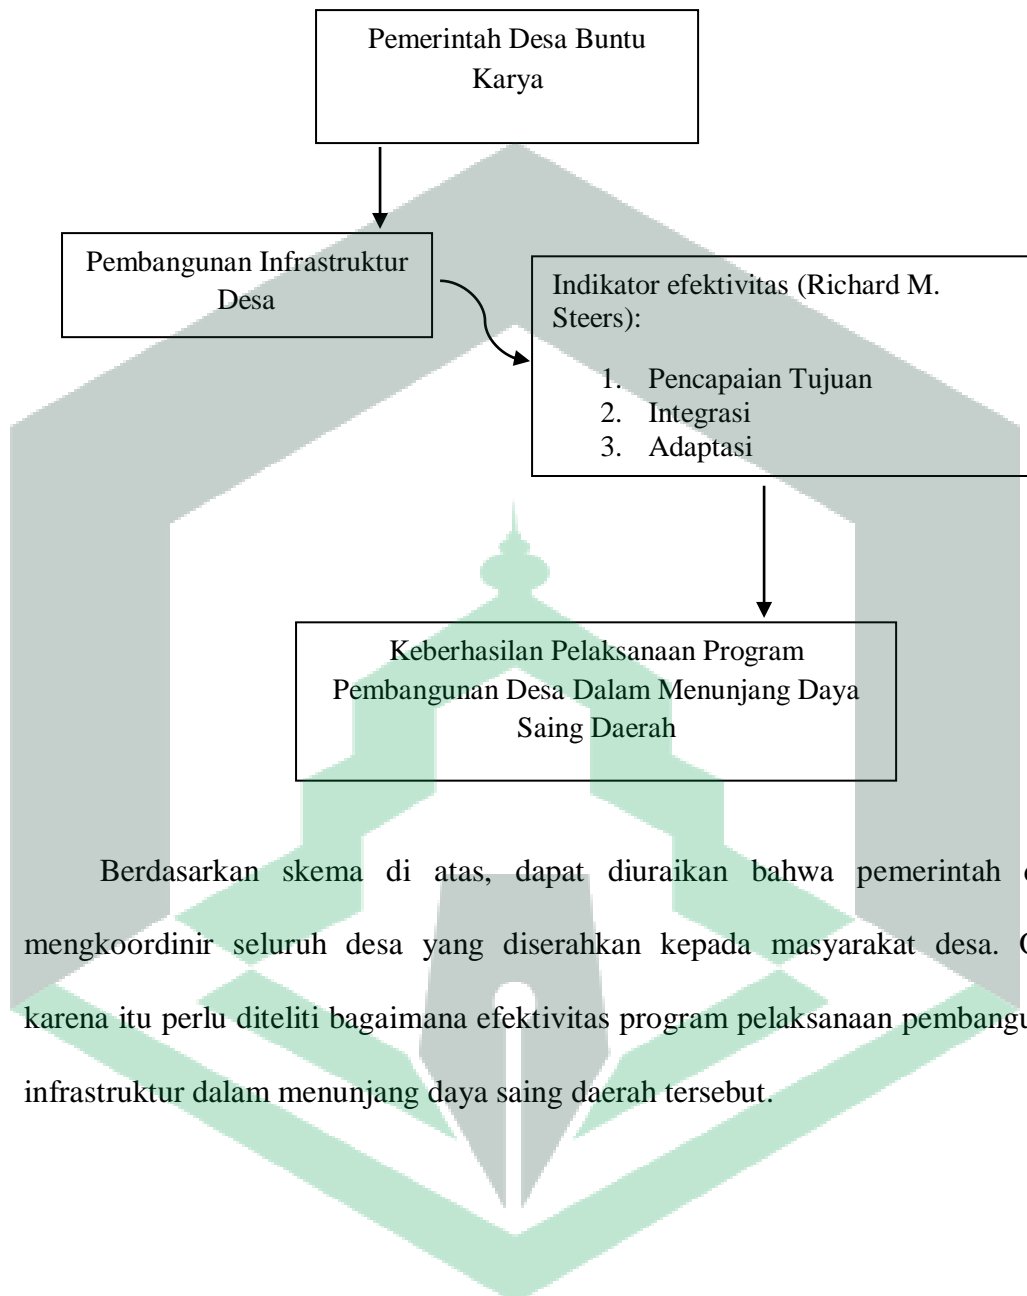 Pemerintah Desa Buntu
Karya
Pembangunan Infrastruktur
Desa
Indikator efektivitas (Richard M.
Steers):
1. Pencapaian Tujuan
2. Integrasi
3. Adaptasi
Keberhasilan Pelaksanaan Program
Pembangunan Desa Dalam Menunjang Daya
Saing Daerah
Berdasarkan skema di atas, dapat diuraikan bahwa pemerintah
mengkoordinir seluruh desa yang diserahkan kepada masyarakat desa.
karena itu perlu diteliti bagaimana efektivitas program pelaksanaan
infrastruktur dalam menunjang daya saing daerah tersebut.